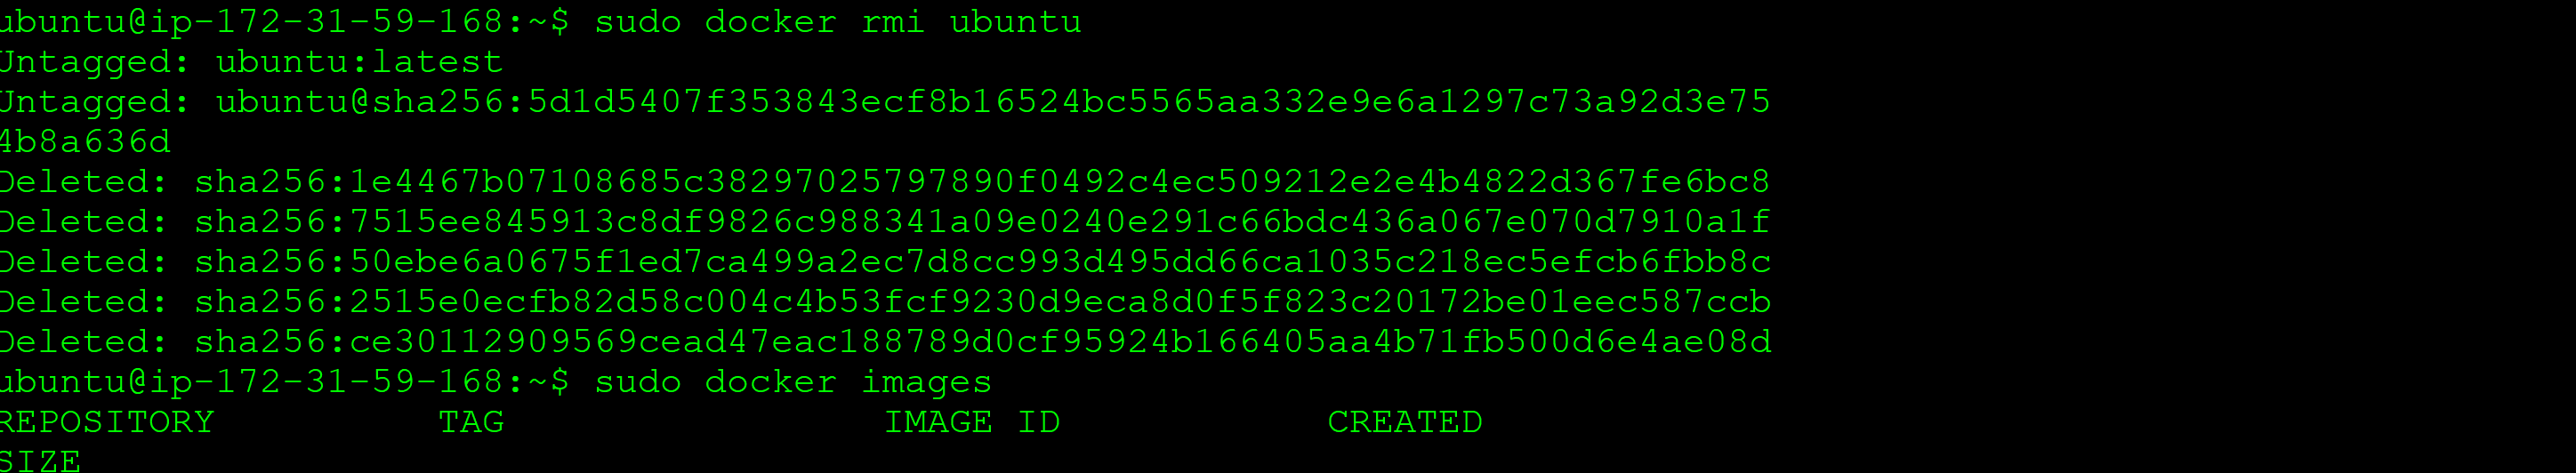 ubuntu@ip-172-31-59-168:~$ sudo docker rmi ubuntu
Untagged: ubuntu:latest
Untagged: ubuntu@sha256:5d1d5407f353843ecf8b16524bc5565aa332e9e6a1297c73a92d3e75
4b8a636d
Deleted: sha256:1e4467b07108685c38297025797890f0492c4ec509212e2e4b4822d367fe6bc8
Deleted: sha256:7515ee845913c8df9826c988341a09e0240e291c66bdc436a067e070d7910a1f
Deleted: sha256:50ebe6a0675f1ed7ca499a2ec7d8cc993d495dd66ca1035c218ec5efcb6fbb8c
Deleted: sha256:2515e0ecfb82d58c004c4b53fcf9230d9eca8d0f5f823c20172be01eec587ccb
Deleted: sha256:ce30112909569cead47eac188789d0cf95924b166405aa4b71fb500d6e4ae08d
ubuntu@ip-172-31-59-168:~$ sudo docker images
REPOSITORY TAG IMAGE ID CREATED
SIZE